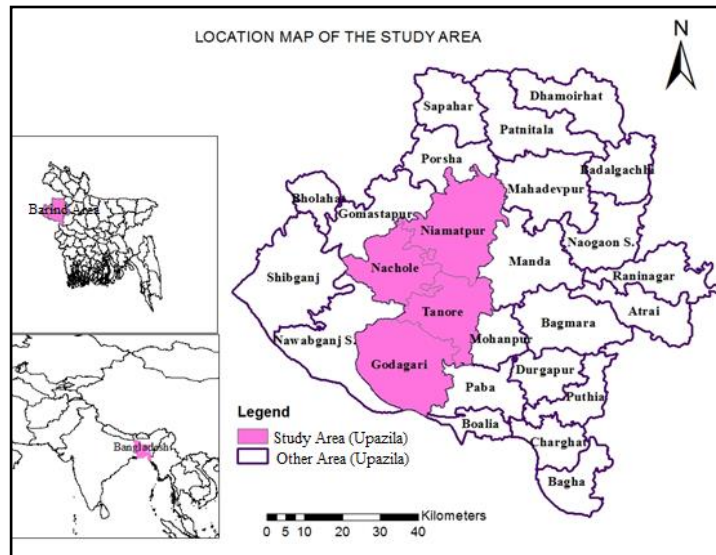 LOCATION MAP OF THE STUDY AREA
N
Dhamoirhat
Sapahar
Patnitala
Porsha
Badalgachhi
Mahadevpur
Bholahat
Gomastapur
Barind Area
Niamatpur
Naogaon S.
Manda
Nachole
Shibganj
Raninagar
Tanore
Atrai
Bagmara
Nawabganj S.
Mohanpur
Godagari
Durgapur
Paba
Puthia
Legend
Boalia
Study Area (Upazila)
Charghat
Bangladesh
Other Area (Upazila)
Bagha
Kilometers
0 5 10 20 30 40